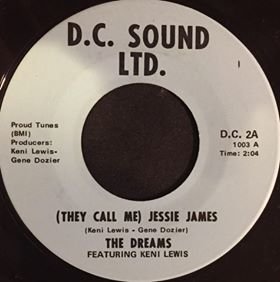 D.C. SOUND
LTD.
Proud Tunes
(BMI)
Producers:
Keni Lewis-
Gene Dozier
D.C. 2A
1003 A
Time: 2:04
(THEY CALL ME) JESSIE JAMES
(Keni Lewis - Gene Dozier)
THE DREAMS
FEATURING KENI LEWIS